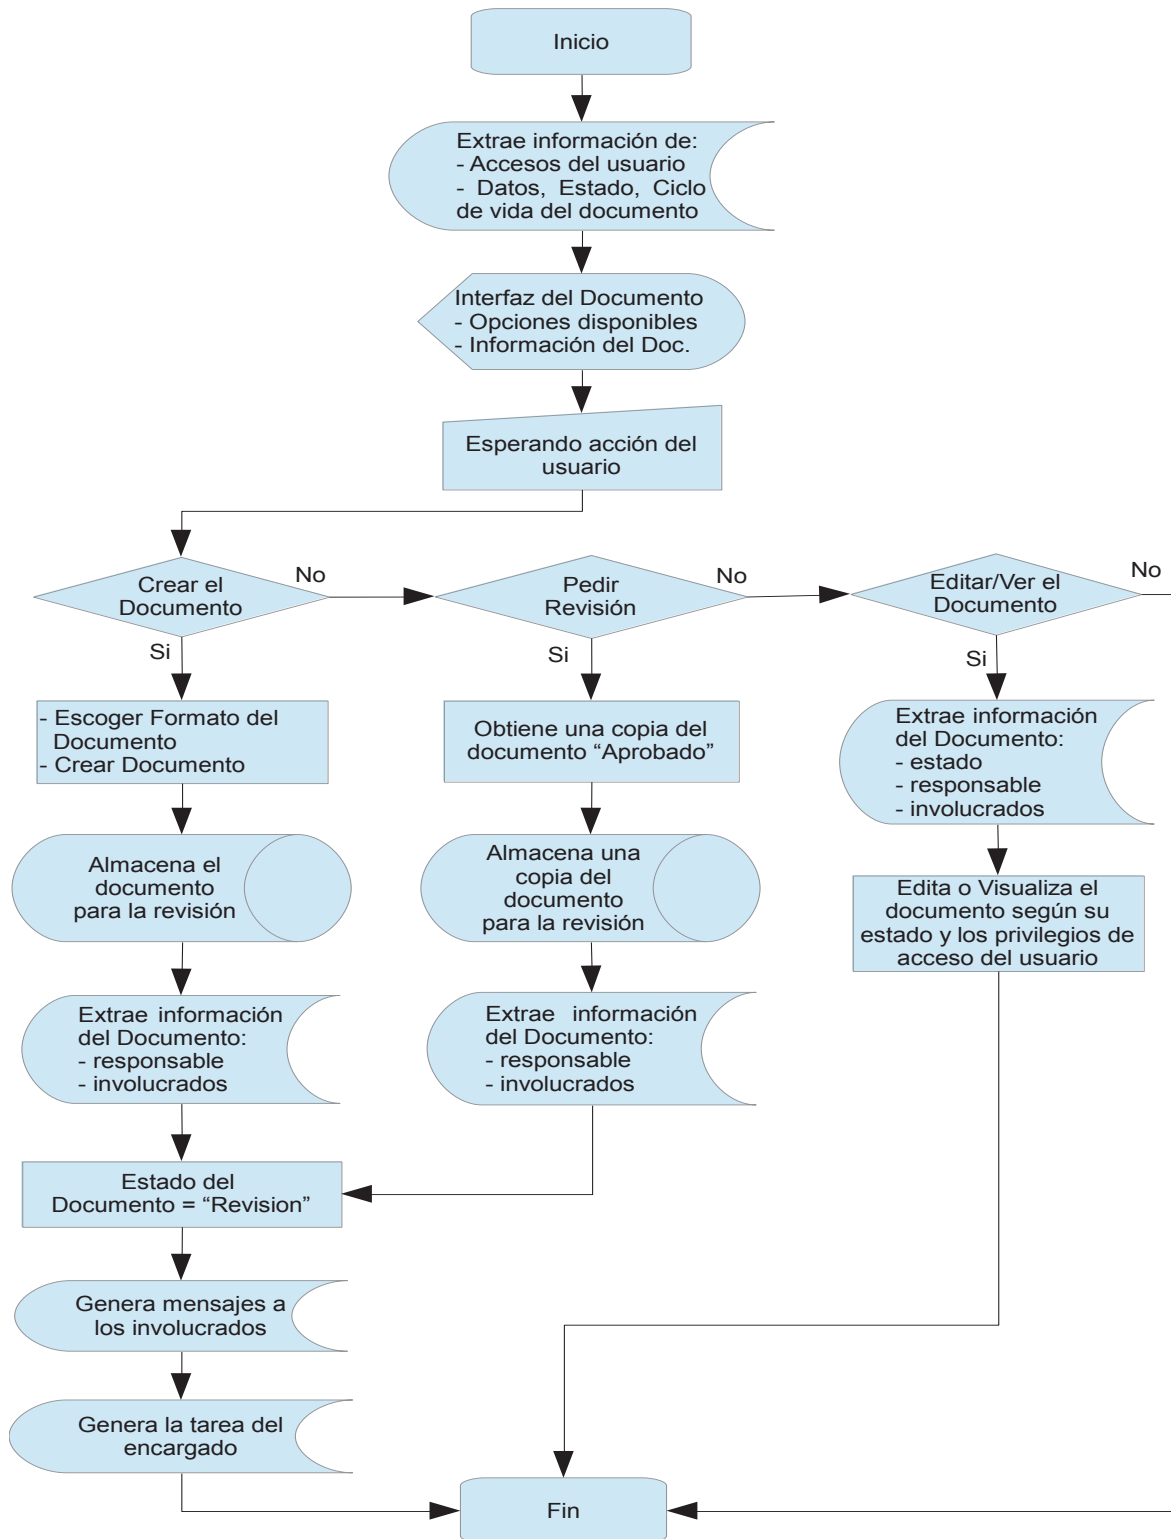 Inicio
Extrae información de:
- Accesos del usuario
- Datos, Estado, Ciclo
de vida del documento
Interfaz del Documento
- Opciones disponibles
- Información del Doc.
Esperando acción del
usuario
Crear el
Documento
No
Si
Pedir
Revisión
No
Si
Editar/Ver el
Documento
No
Si
- Escoger Formato del
Documento
- Crear Documento
Obtiene una copia del
documento “Aprobado”
Extrae información
del Documento:
- estado
- responsable
- involucrados
Almacena el
documento
para la revisión
Almacena una
copia del
documento
para la revisión
Edita o Visualiza el
documento según su
estado y los privilegios de
acceso del usuario
Extrae información
del Documento:
- responsable
- involucrados
Extrae información
del Documento:
- responsable
- involucrados
Estado del
Documento = “Revision”
Genera mensajes a
los involucrados
Genera la tarea del
encargado
Fin